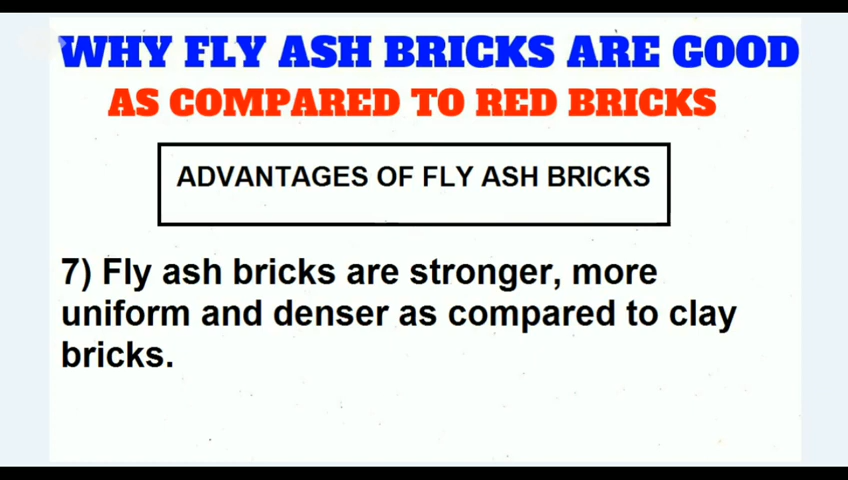 WHY FLY ASH BRICKS ARE GOOD
AS COMPARED TO RED BRICKS
ADVANTAGES OF FLY ASH BRICKS
7) Fly ash bricks are stronger, more
uniform and denser as compared to clay
bricks.